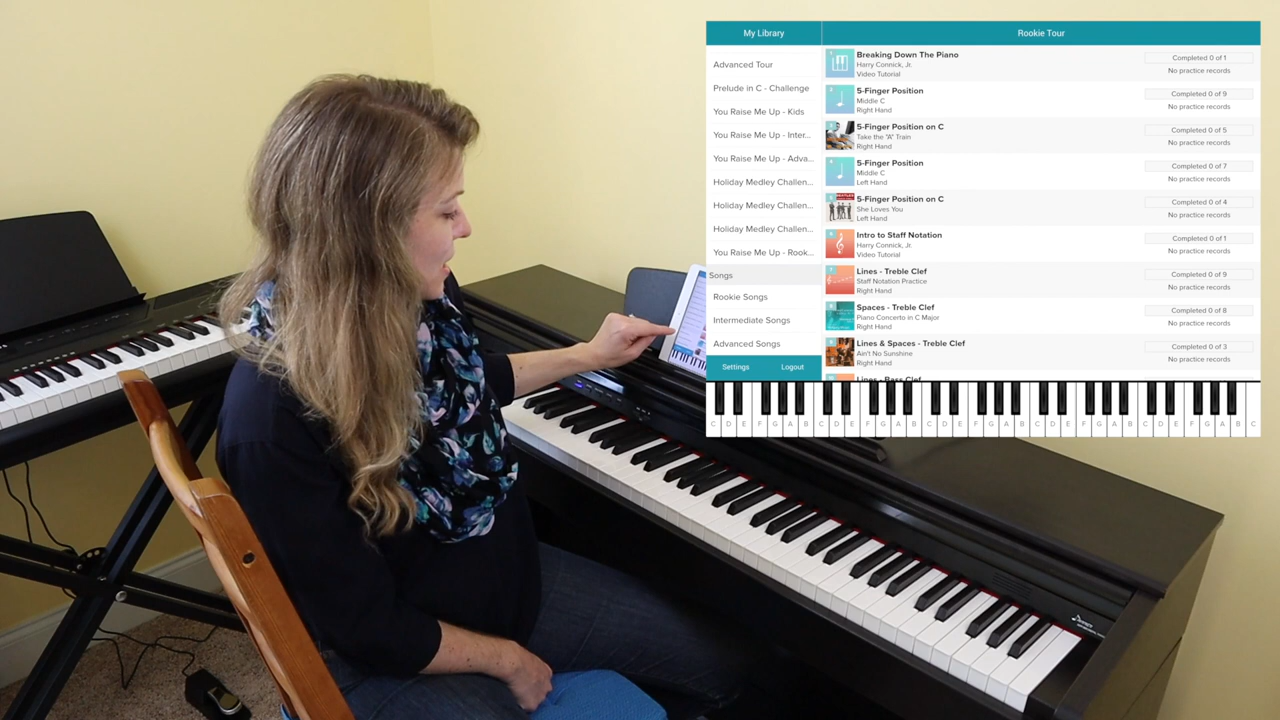 My Library
Rookie Tour
Advanced Tour
Prelude in C - Challenge
You Raise Me Up - Kids
You Raise Me Up - Inter...
You Raise Me Up - Adva...
Holiday Medley Challen...
Holiday Medley Challen...
Holiday Medley Challen...
You Raise Me Up - Rook...
Songs
Rookie Songs
Intermediate Songs
Advanced Songs
Settings
Logout
1
Breaking Down The Piano
Harry Connick, Jr.
Video Tutorial
Completed 0 of 1
No practice records
5-Finger Position
Middle C
Right Hand
Completed 0 of 9
No practice records
5-Finger Position on C
Take the "A" Train
Right Hand
Completed 0 of 5
No practice records
5-Finger Position
Middle C
Left Hand
Completed 0 of 7
No practice records
5-Finger Position on C
She Loves You
Left Hand
Completed 0 of 4
No practice records
Intro to Staff Notation
Harry Connick, Jr.
Video Tutorial
Completed 0 of 1
No practice records
Lines - Treble Clef
Staff Notation Practice
Right Hand
Completed 0 of 9
No practice records
Spaces - Treble Clef
Piano Concerto in C Major
Right Hand
Completed 0 of 8
No practice records
Lines & Spaces - Treble Clef
Ain't No Sunshine
Right Hand
Completed 0 of 3
No practice records
Lines - Bass Clef
C D E F G A B C D E F G A B C D E F G A B C D E F G A B C D E F G A B C